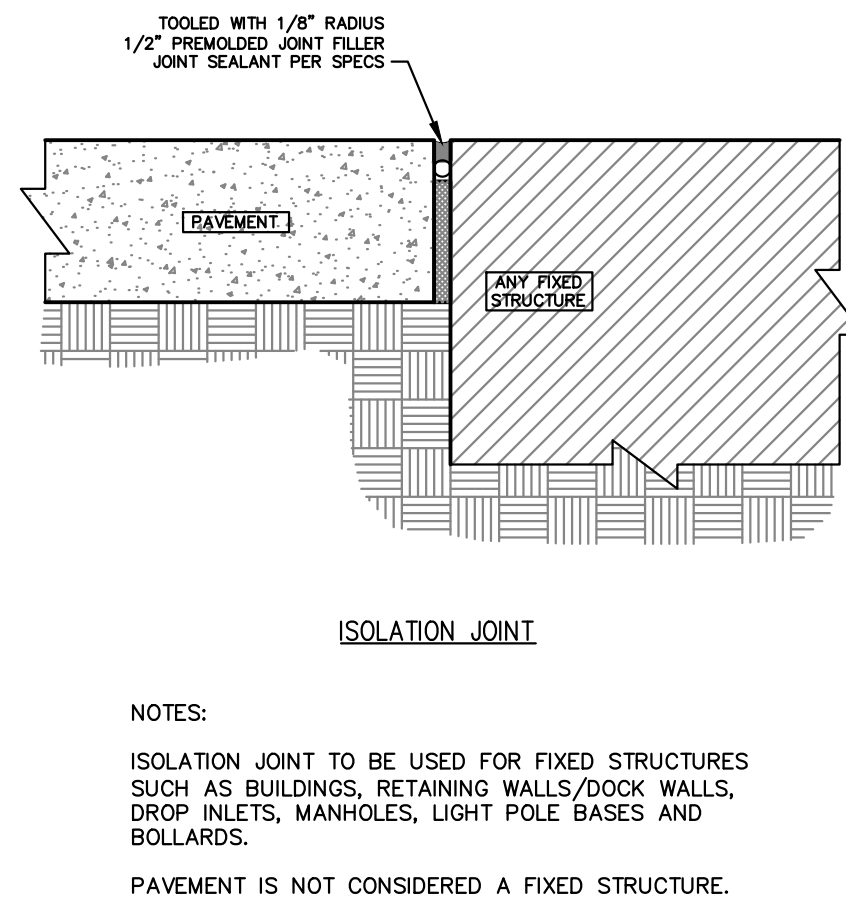 TOOLED WITH 1/8" RADIUS
1/2" PREMOLDED JOINT FILLER
JOINT SEALANT PER SPECS
PAVEMENT
ANY FIXED
STRUCTURE
ISOLATION JOINT
NOTES:
ISOLATION JOINT TO BE USED FOR FIXED STRUCTURES
SUCH AS BUILDINGS, RETAINING WALLS/DOCK WALLS,
DROP INLETS, MANHOLES, LIGHT POLE BASES AND
BOLLARDS.
PAVEMENT IS NOT CONSIDERED A FIXED STRUCTURE.